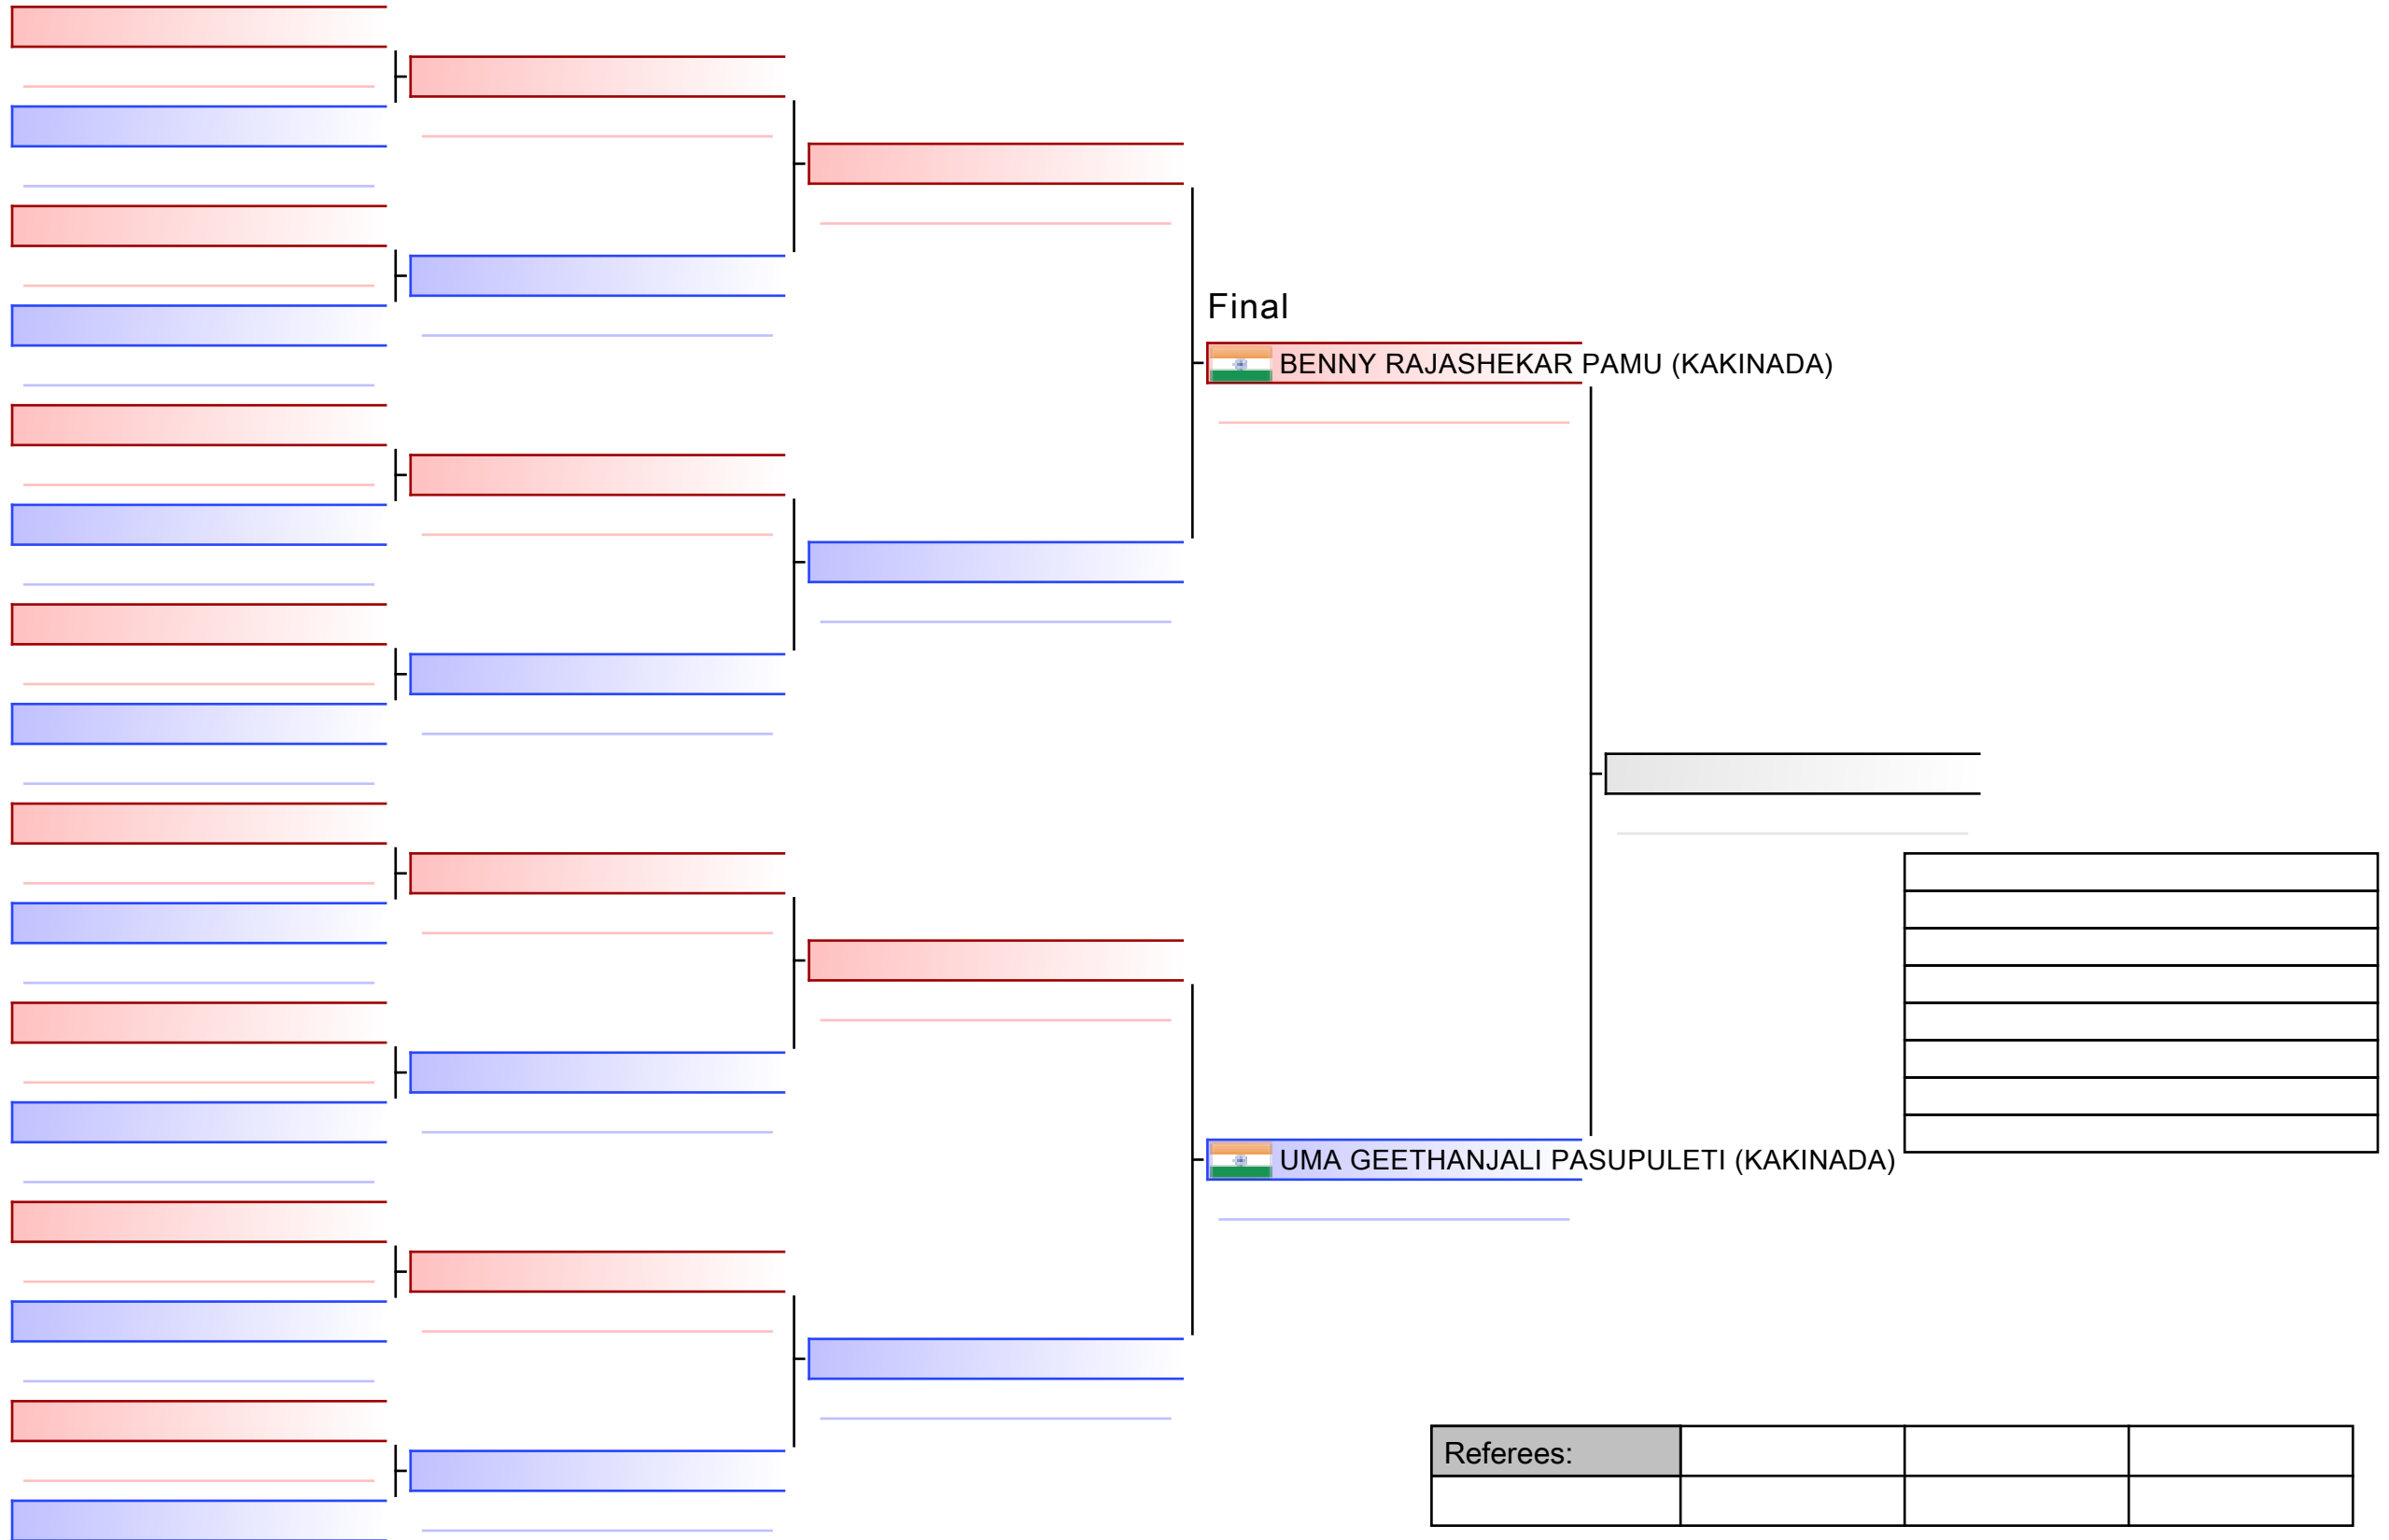 Final
BENNY RAJASHEKAR PAMU (KAKINADA)
UMA GEETHANJALI PASUPULETI (KAKINADA)
Referees: